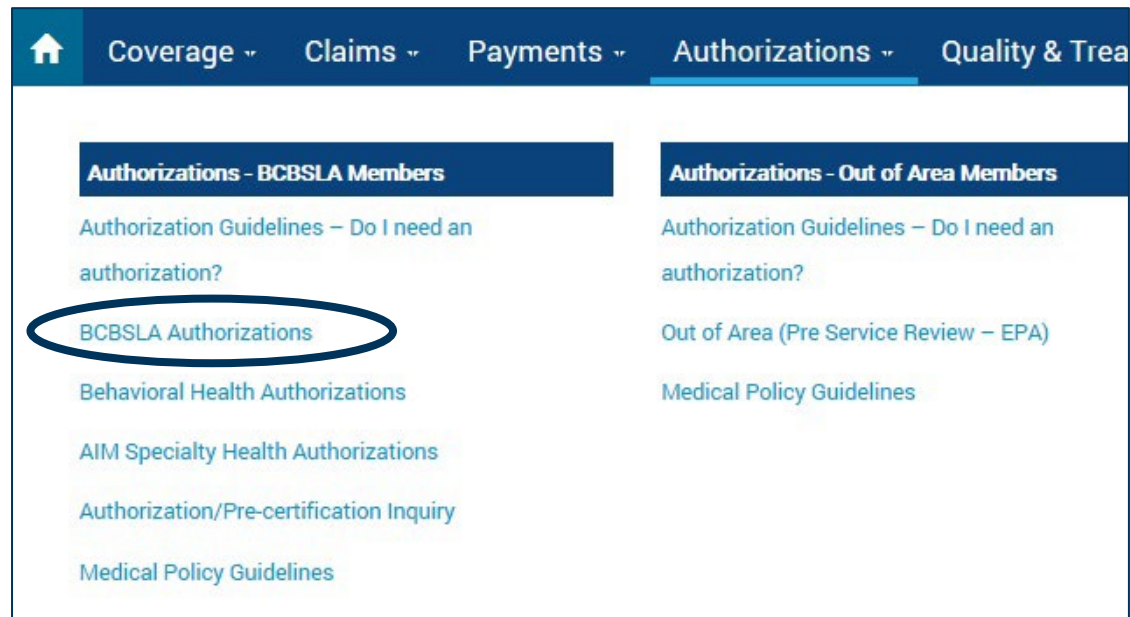 Coverage Claims Payments Authorizations Quality & Trea
Authorizations - BCBSLA Members
Authorization Guidelines – Do I need an
authorization?
BCBSLA Authorizations
Behavioral Health Authorizations
AIM Specialty Health Authorizations
Authorization/Pre-certification Inquiry
Medical Policy Guidelines
Authorizations - Out of Area Members
Authorization Guidelines – Do I need an
authorization?
Out of Area (Pre Service Review – EPA)
Medical Policy Guidelines